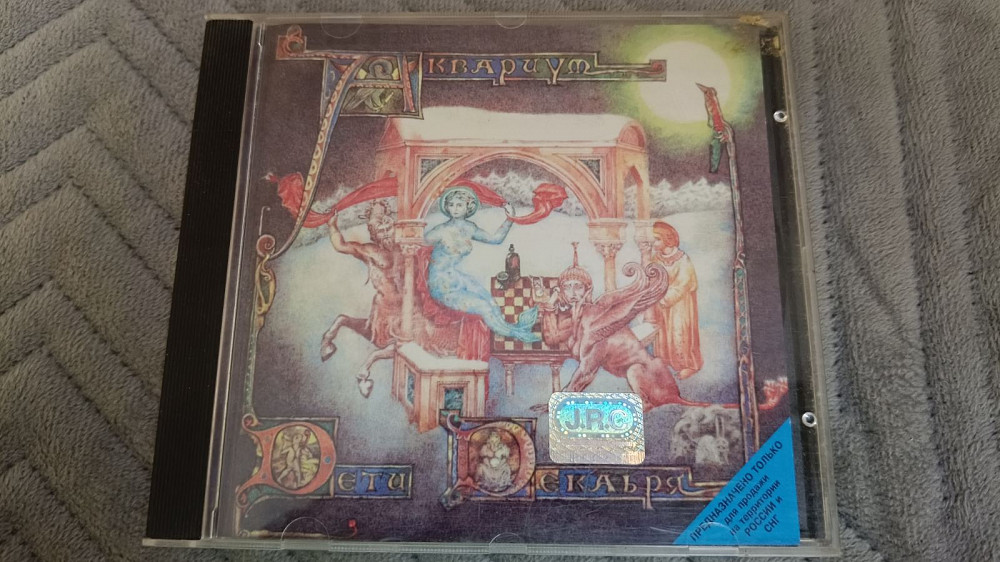 Аквариум
Дети Декабря
J.R.C
ПРЕДНАЗНАЧЕНО ТОЛЬКО
для продажи
на территории
РОССИИ и
СНГ